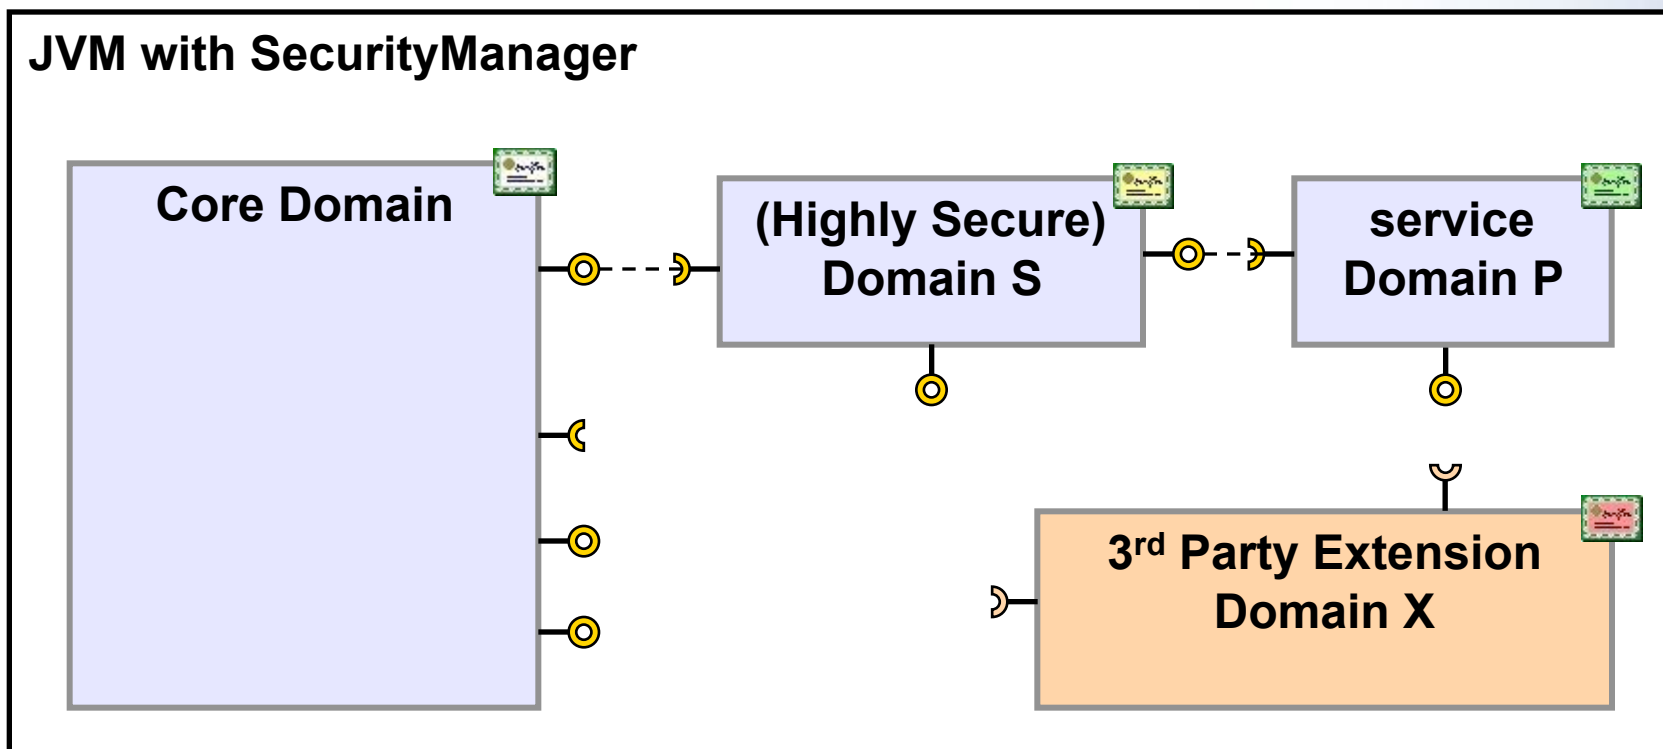 JVM with SecurityManager
Core Domain
(Highly Secure)
Domain S
service
Domain P
3rd Party Extension
Domain X